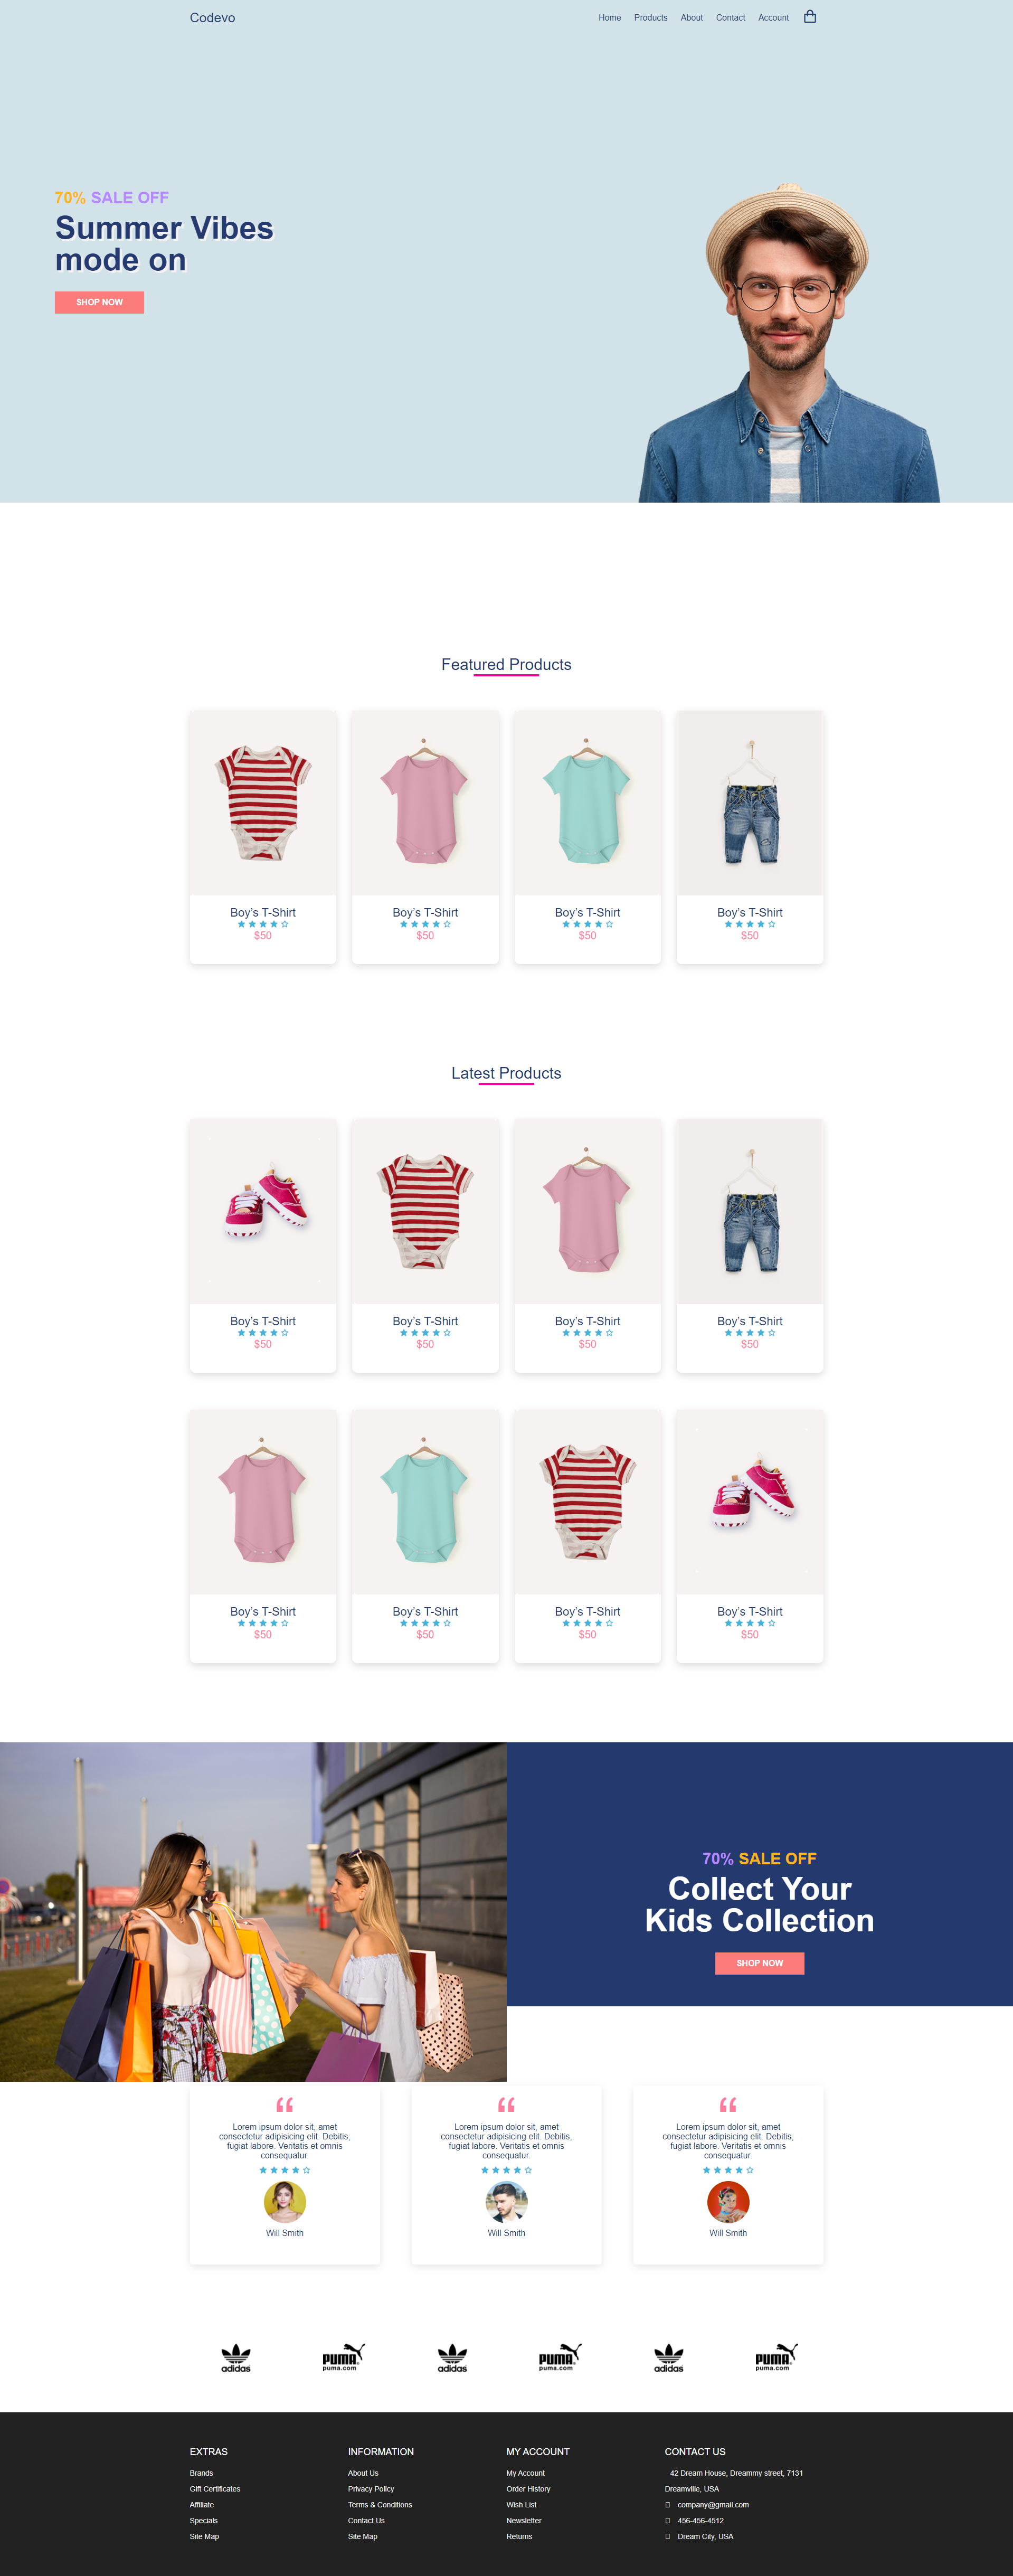 Codevo
Home Products About Contact Account
70% SALE OFF
Summer Vibes
mode on
SHOP NOW
Featured Products
Boy's T-Shirt
$50
Boy's T-Shirt
$50
Boy's T-Shirt
$50
Boy's T-Shirt
$50
Latest Products
Boy's T-Shirt
$50
Boy's T-Shirt
$50
Boy's T-Shirt
$50
Boy's T-Shirt
$50
Boy's T-Shirt
$50
Boy's T-Shirt
$50
Boy's T-Shirt
$50
Boy's T-Shirt
$50
70% SALE OFF
Collect Your
Kids Collection
SHOP NOW
Lorem ipsum dolor sit, amet
consectetur adipisicing elit. Debitis,
fugiat labore. Veritatis et omnis
consequatur.
Will Smith
Lorem ipsum dolor sit, amet
consectetur adipisicing elit. Debitis,
fugiat labore. Veritatis et omnis
consequatur.
Will Smith
Lorem ipsum dolor sit, amet
consectetur adipisicing elit. Debitis,
fugiat labore. Veritatis et omnis
consequatur.
Will Smith
adidas
PUMA
puma.com
adidas
PUMA
puma.com
adidas
PUMA
puma.com
EXTRAS
Brands
Gift Certificates
Affiliate
Specials
Site Map
INFORMATION
About Us
Privacy Policy
Terms & Conditions
Contact Us
Site Map
MY ACCOUNT
My Account
Order History
Wish List
Newsletter
Returns
CONTACT US
42 Dream House, Dreammy street, 7131
Dreamville, USA
company@gmail.com
456-456-4512
Dream City, USA